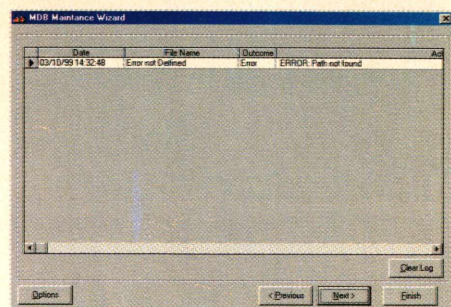 MDB Maintance Wizard
Date File Name Outcome Act
03/10/99 14:32:48 Error not Defined Error ERROR: Path not found
Clear Log
Options < Previous Next > Finish